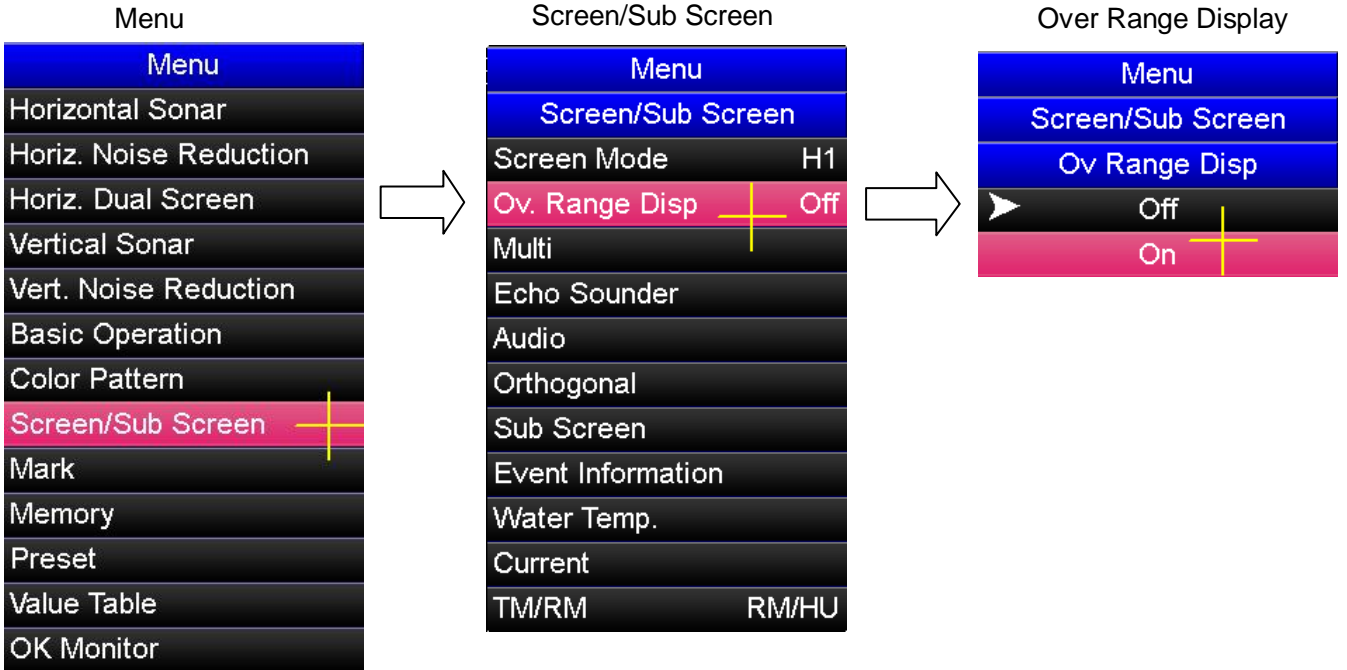 Menu
Menu
Horizontal Sonar
Horiz. Noise Reduction
Horiz. Dual Screen
Vertical Sonar
Vert. Noise Reduction
Basic Operation
Color Pattern
Screen/Sub Screen
Mark
Memory
Preset
Value Table
OK Monitor
Screen/Sub Screen
Menu
Screen/Sub Screen
Screen Mode H1
Ov. Range Disp Off
Multi
Echo Sounder
Audio
Orthogonal
Sub Screen
Event Information
Water Temp.
Current
TM/RM RM/HU
Over Range Display
Menu
Screen/Sub Screen
Ov Range Disp
Off
On